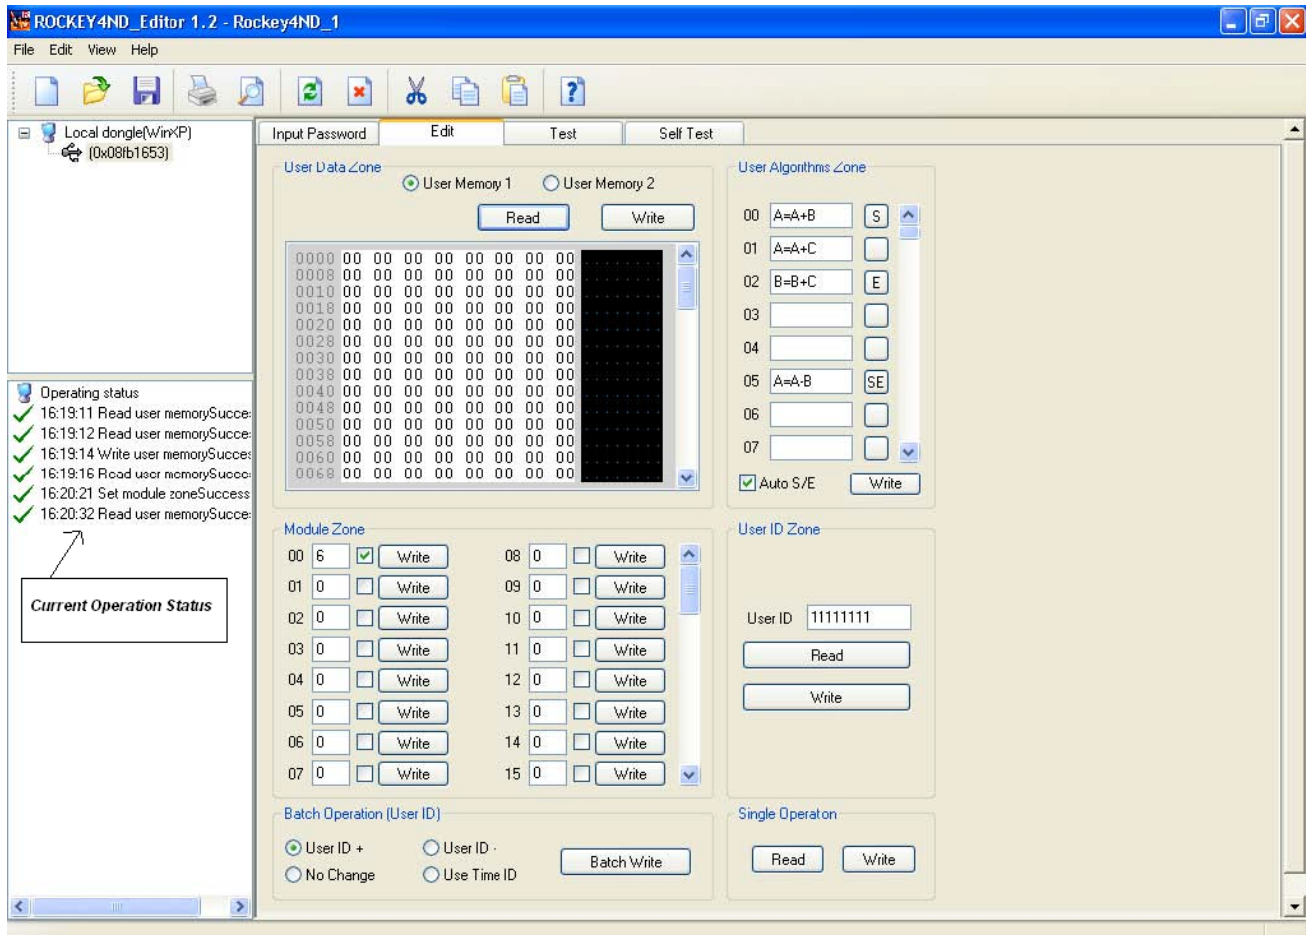 ROCKEY4ND_Editor 1.2 - Rockey4ND_1
File Edit View Help
Local dongle(WinXP)
(0x08fb1653)
Operating status
16:19:11 Read user memorySucce
16:19:12 Read user memorySucce
16:19:14 Write user memorySucces
16:19:16 Read user memorySucce
16:20:21 Set module zoneSuccess
16:20:32 Read user memorySucce
Current Operation Status
Input Password Edit Test Self Test
User Data Zone
User Memory 1 User Memory 2
Read Write
0000 00 00 00 00 00 00 00 00
0008 00 00 00 00 00 00 00 00
0010 00 00 00 00 00 00 00 00
0018 00 00 00 00 00 00 00 00
0020 00 00 00 00 00 00 00 00
0028 00 00 00 00 00 00 00 00
0030 00 00 00 00 00 00 00 00
0038 00 00 00 00 00 00 00 00
0040 00 00 00 00 00 00 00 00
0048 00 00 00 00 00 00 00 00
0050 00 00 00 00 00 00 00 00
0058 00 00 00 00 00 00 00 00
0060 00 00 00 00 00 00 00 00
0068 00 00 00 00 00 00 00 00
User Algorithms Zone
00 A=A+B S
01 A=A+C
02 B=B+C E
03
04
05 A=A-B SE
06
07
Auto S/E Write
Module Zone
00 6 Write 08 0 Write
01 0 Write 09 0 Write
02 0 Write 10 0 Write
03 0 Write 11 0 Write
04 0 Write 12 0 Write
05 0 Write 13 0 Write
06 0 Write 14 0 Write
07 0 Write 15 0 Write
User ID Zone
User ID 11111111
Read
Write
Batch Operation (User ID)
User ID + User ID -
No Change Use Time ID
Batch Write
Single Operaton
Read Write